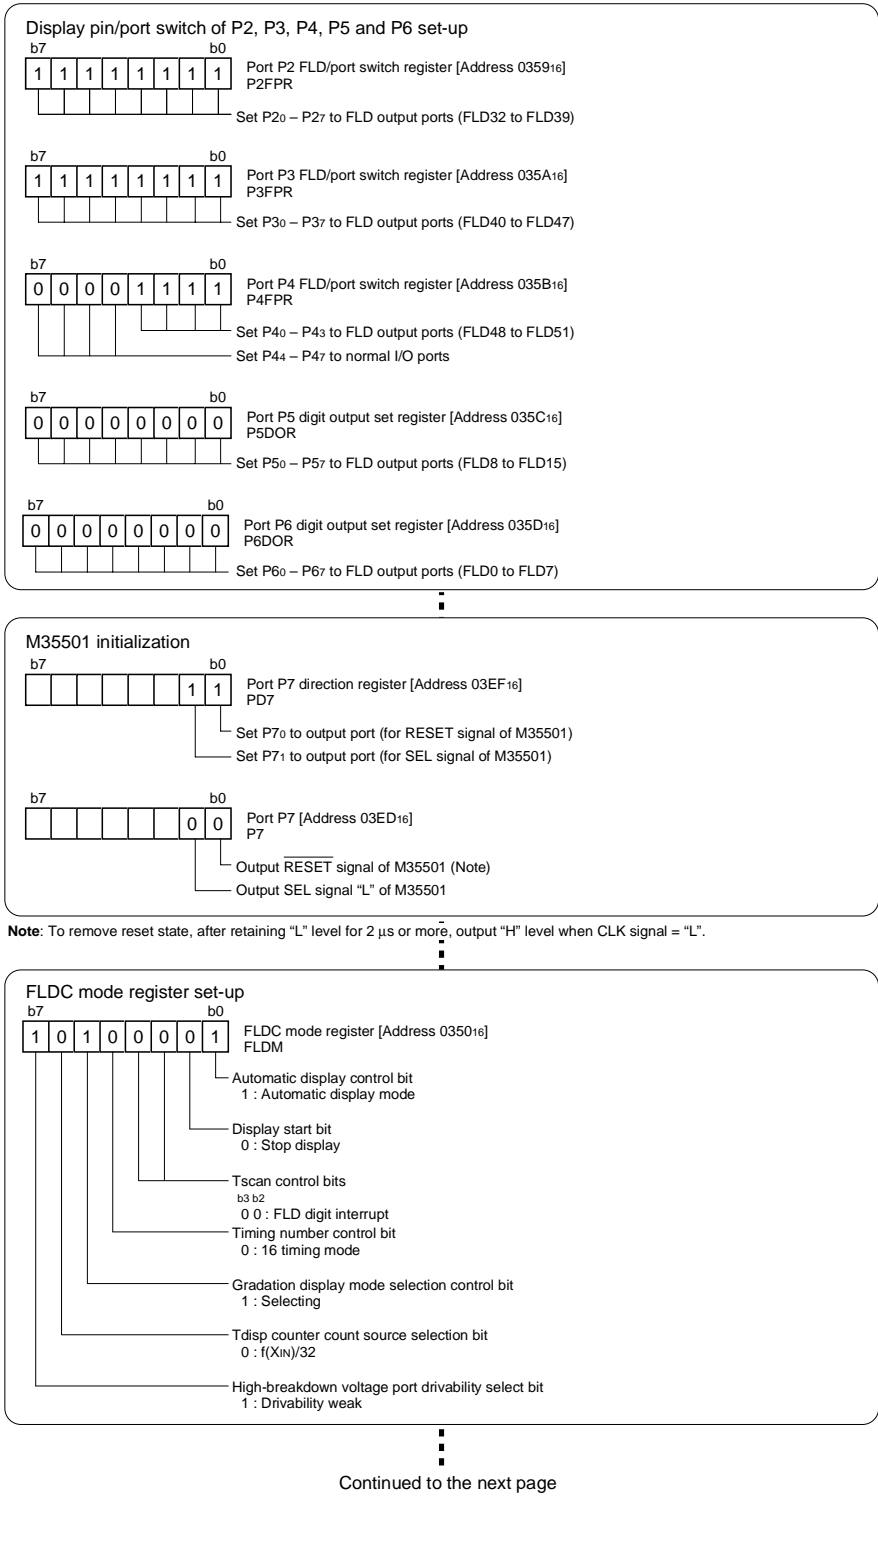 Display pin/port switch of P2, P3, P4, P5 and P6 set-up
b7 b0
1 1 1 1 1 1 1 1 Port P2 FLD/port switch register [Address 035916]
P2FPR
Set P20 – P27 to FLD output ports (FLD32 to FLD39)
b7 b0
1 1 1 1 1 1 1 1 Port P3 FLD/port switch register [Address 035A16]
P3FPR
Set P30 – P37 to FLD output ports (FLD40 to FLD47)
b7 b0
0 0 0 0 1 1 1 1 Port P4 FLD/port switch register [Address 035B16]
P4FPR
Set P40 – P43 to FLD output ports (FLD48 to FLD51)
Set P44 – P47 to normal I/O ports
b7 b0
0 0 0 0 0 0 0 0 Port P5 digit output set register [Address 035C16]
P5DOR
Set P50 – P57 to FLD output ports (FLD8 to FLD15)
b7 b0
0 0 0 0 0 0 0 0 Port P6 digit output set register [Address 035D16]
P6DOR
Set P60 – P67 to FLD output ports (FLD0 to FLD7)
M35501 initialization
b7 b0
1 1 Port P7 direction register [Address 03EF16]
PD7
Set P70 to output port (for RESET signal of M35501)
Set P71 to output port (for SEL signal of M35501)
b7 b0
0 0 Port P7 [Address 03ED16]
P7
Output RESET signal of M35501 (Note)
Output SEL signal “L” of M35501
Note: To remove reset state, after retaining “L” level for 2 μs or more, output “H” level when CLK signal = “L”.
FLDC mode register set-up
b7 b0
1 0 1 0 0 0 0 1 FLDC mode register [Address 035016]
FLDM
Automatic display control bit
1 : Automatic display mode
Display start bit
0 : Stop display
Tscan control bits
b3 b2
0 0 : FLD digit interrupt
Timing number control bit
0 : 16 timing mode
Gradation display mode selection control bit
1 : Selecting
Tdisp counter count source selection bit
0 : f(XIN)/32
High-breakdown voltage port drivability select bit
1 : Drivability weak
Continued to the next page